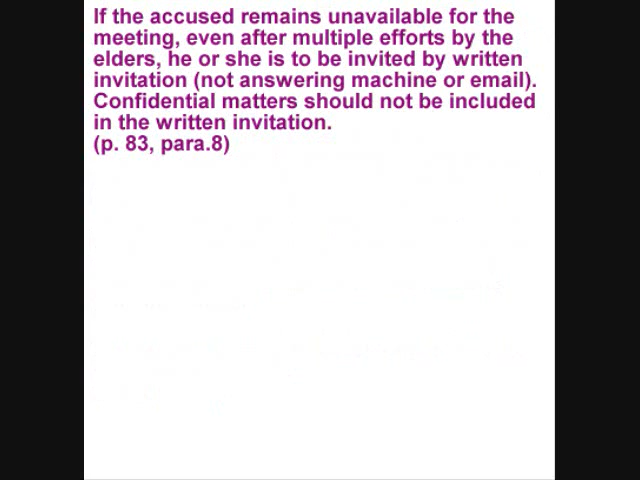 If the accused remains unavailable for the
meeting, even after multiple efforts by the
elders, he or she is to be invited by written
invitation (not answering machine or email).
Confidential matters should not be included
in the written invitation.
(p. 83, para.8)